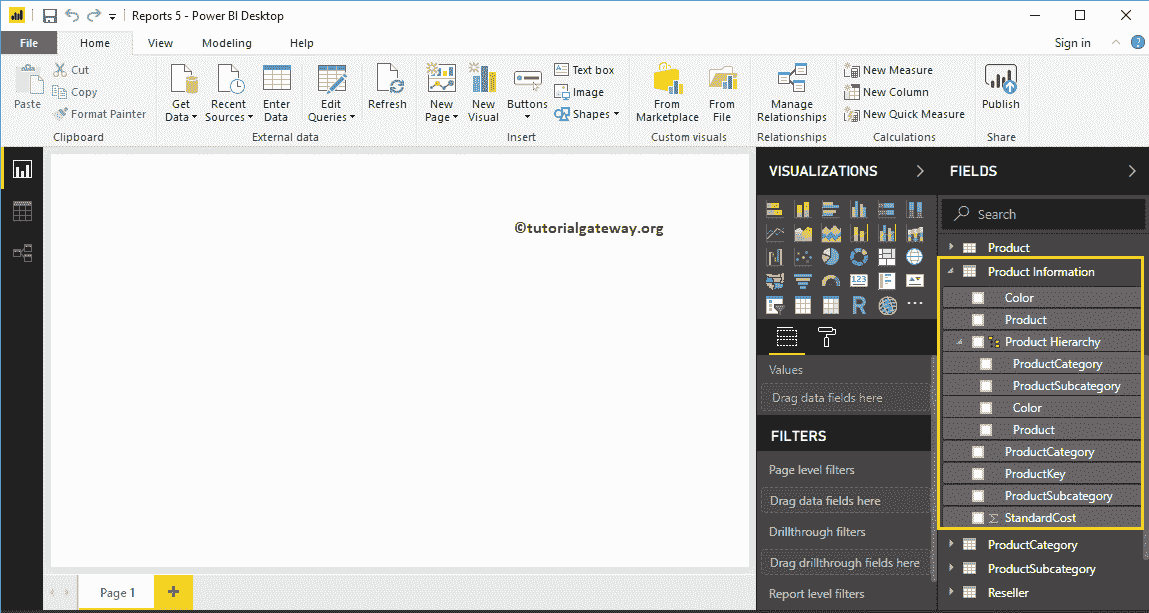 Reports 5 - Power BI Desktop
File Home View Modeling Help Sign in
Paste Cut Copy Format Painter
Get Data Recent Sources Enter Data Edit Queries Refresh
New Page New Visual Buttons Text box Image Shapes
From Marketplace From File Manage Relationships
New Measure New Column New Quick Measure Publish
Clipboard External data Insert Custom visuals Relationships Calculations Share
©tutorialgateway.org
VISUALIZATIONS
123
R
Values
Drag data fields here
FILTERS
Page level filters
Drag data fields here
Drillthrough filters
Drag drillthrough fields here
Report level filters
FIELDS
Search
Product
Product Information
Color
Product
Product Hierarchy
ProductCategory
ProductSubcategory
Color
Product
ProductCategory
ProductKey
ProductSubcategory
Σ StandardCost
ProductCategory
ProductSubcategory
Reseller
Page 1 +